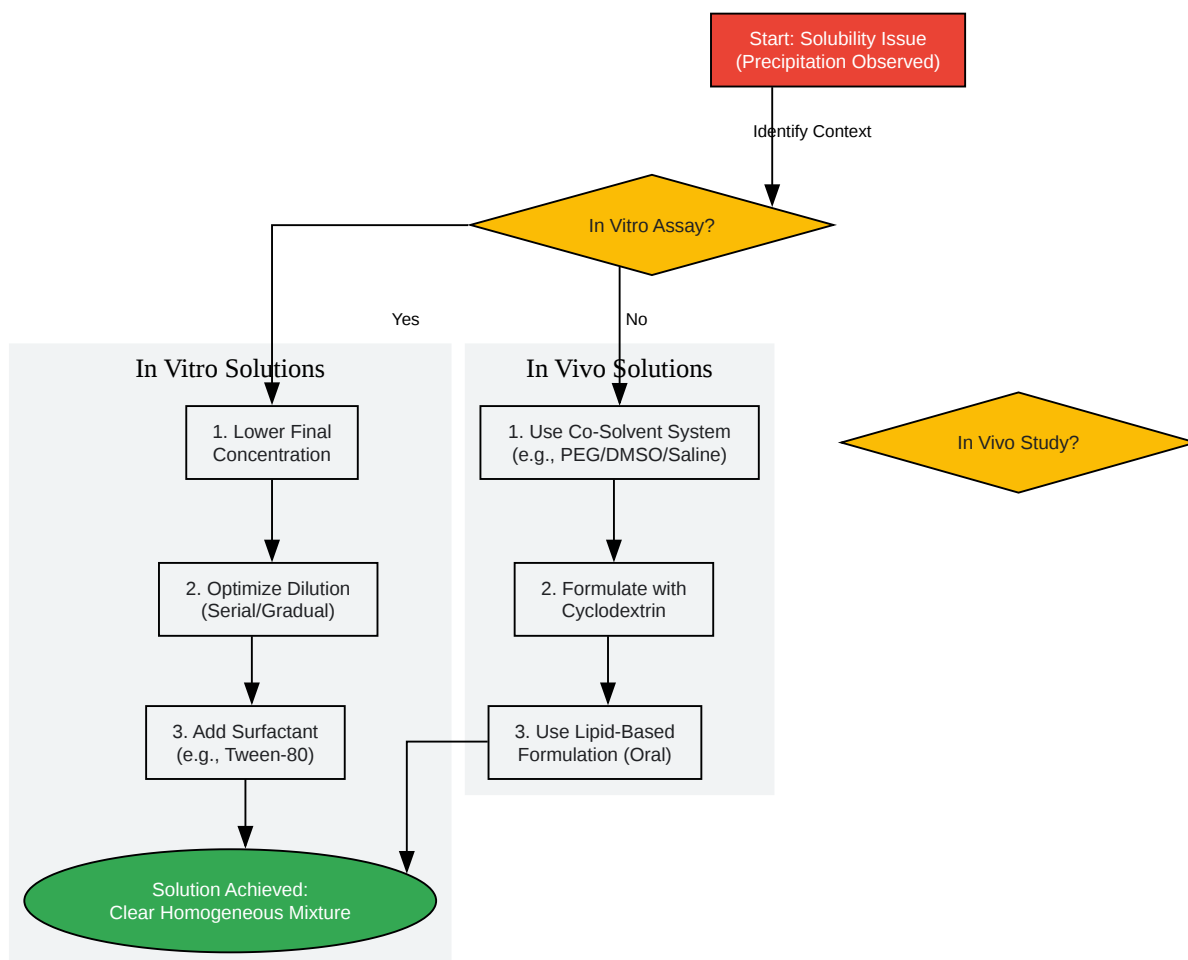 Start: Solubility Issue
(Precipitation Observed)
Identify Context
In Vitro Assay?
Yes
No
In Vitro Solutions
1. Lower Final
Concentration
2. Optimize Dilution
(Serial/Gradual)
3. Add Surfactant
(e.g., Tween-80)
In Vivo Solutions
1. Use Co-Solvent System
(e.g., PEG/DMSO/Saline)
2. Formulate with
Cyclodextrin
3. Use Lipid-Based
Formulation (Oral)
In Vivo Study?
Solution Achieved:
Clear Homogeneous Mixture